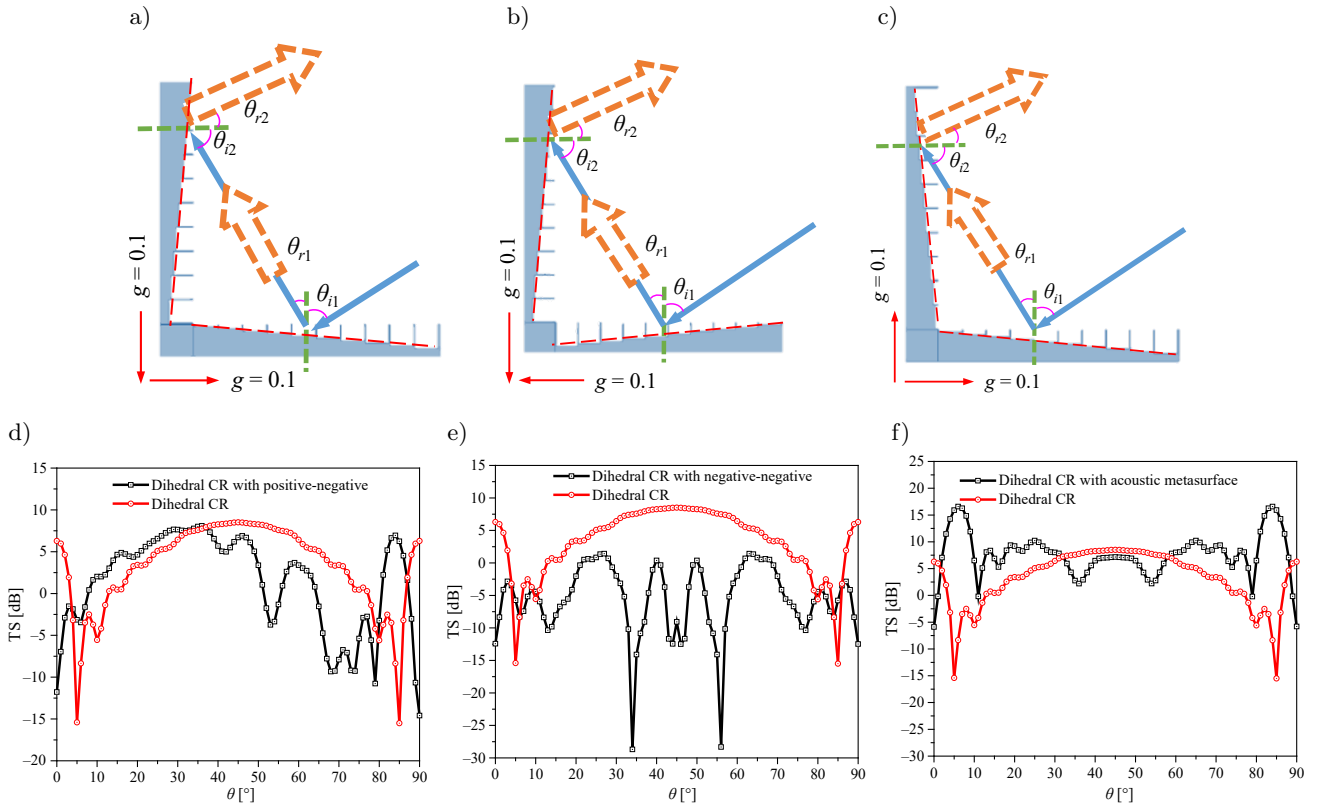 a)
b)
c)
θr2
θi2
θr1
θi1
g = 0.1
g = 0.1
θr2
θi2
θr1
θi1
g = 0.1
g = 0.1
θr2
θi2
θr1
θi1
g = 0.1
g = 0.1
d)
Dihedral CR with positive-negative
Dihedral CR
TS [dB]
15
10
5
0
–5
–10
–15
–20
0 10 20 30 40 50 60 70 80 90
θ [°]
e)
Dihedral CR with negative-negative
Dihedral CR
TS [dB]
15
10
5
0
–5
–10
–15
–20
–25
–30
0 10 20 30 40 50 60 70 80 90
θ [°]
f)
Dihedral CR with acoustic metasurface
Dihedral CR
TS [dB]
25
20
15
10
5
0
–5
–10
–15
–20
–25
–30
0 10 20 30 40 50 60 70 80 90
θ [°]